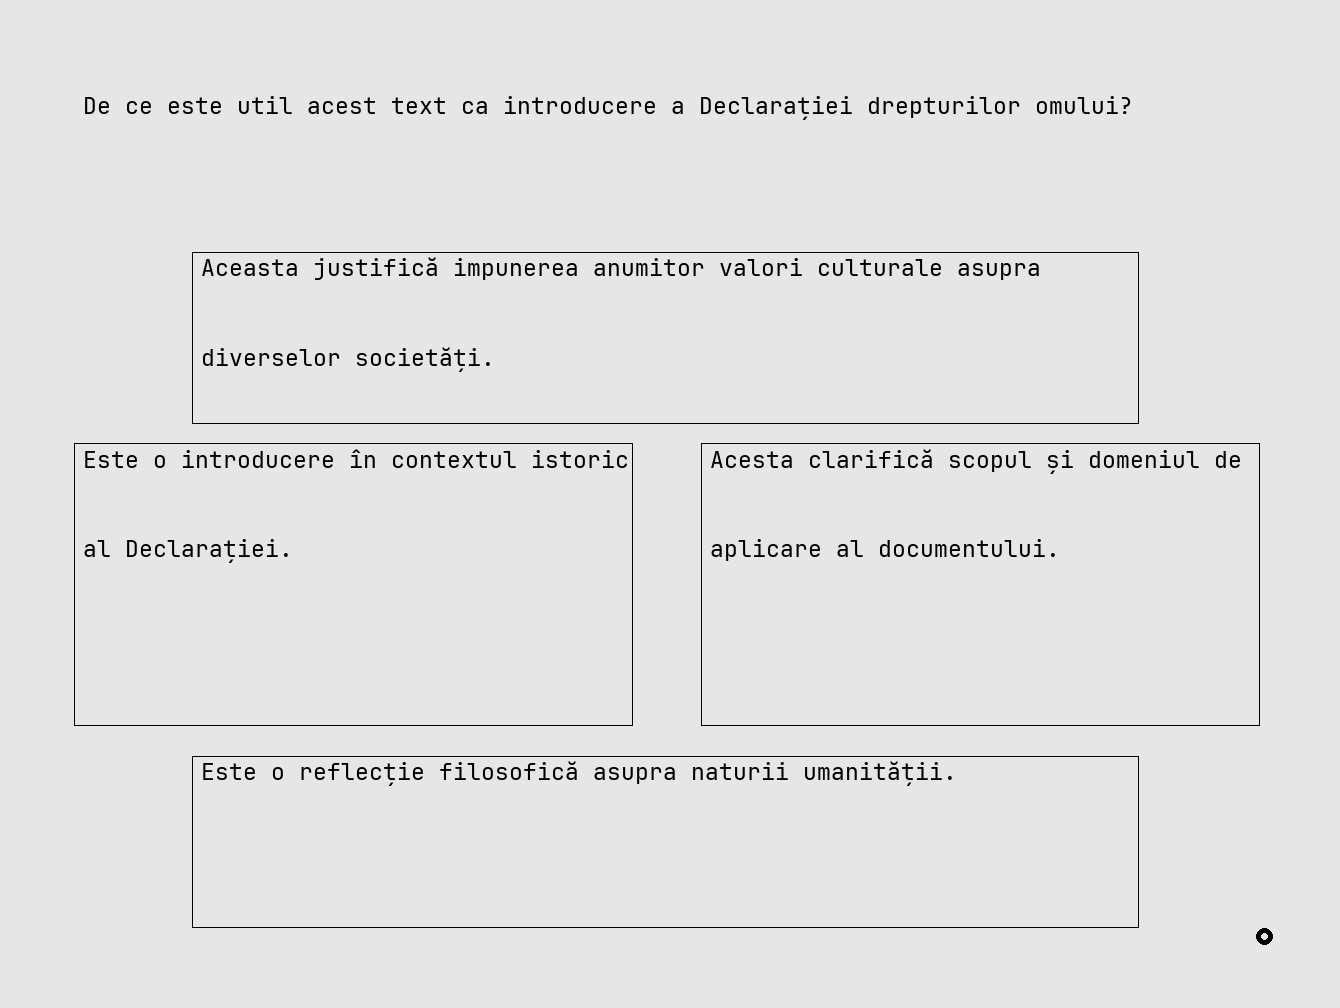 De ce este util acest text ca introducere a Declarației drepturilor omului?
Aceasta justifică impunerea anumitor valori culturale asupra
diverselor societăți.
Este o introducere în contextul istoric
al Declarației.
Acesta clarifică scopul și domeniul de
aplicare al documentului.
Este o reflecție filosofică asupra naturii umanității.